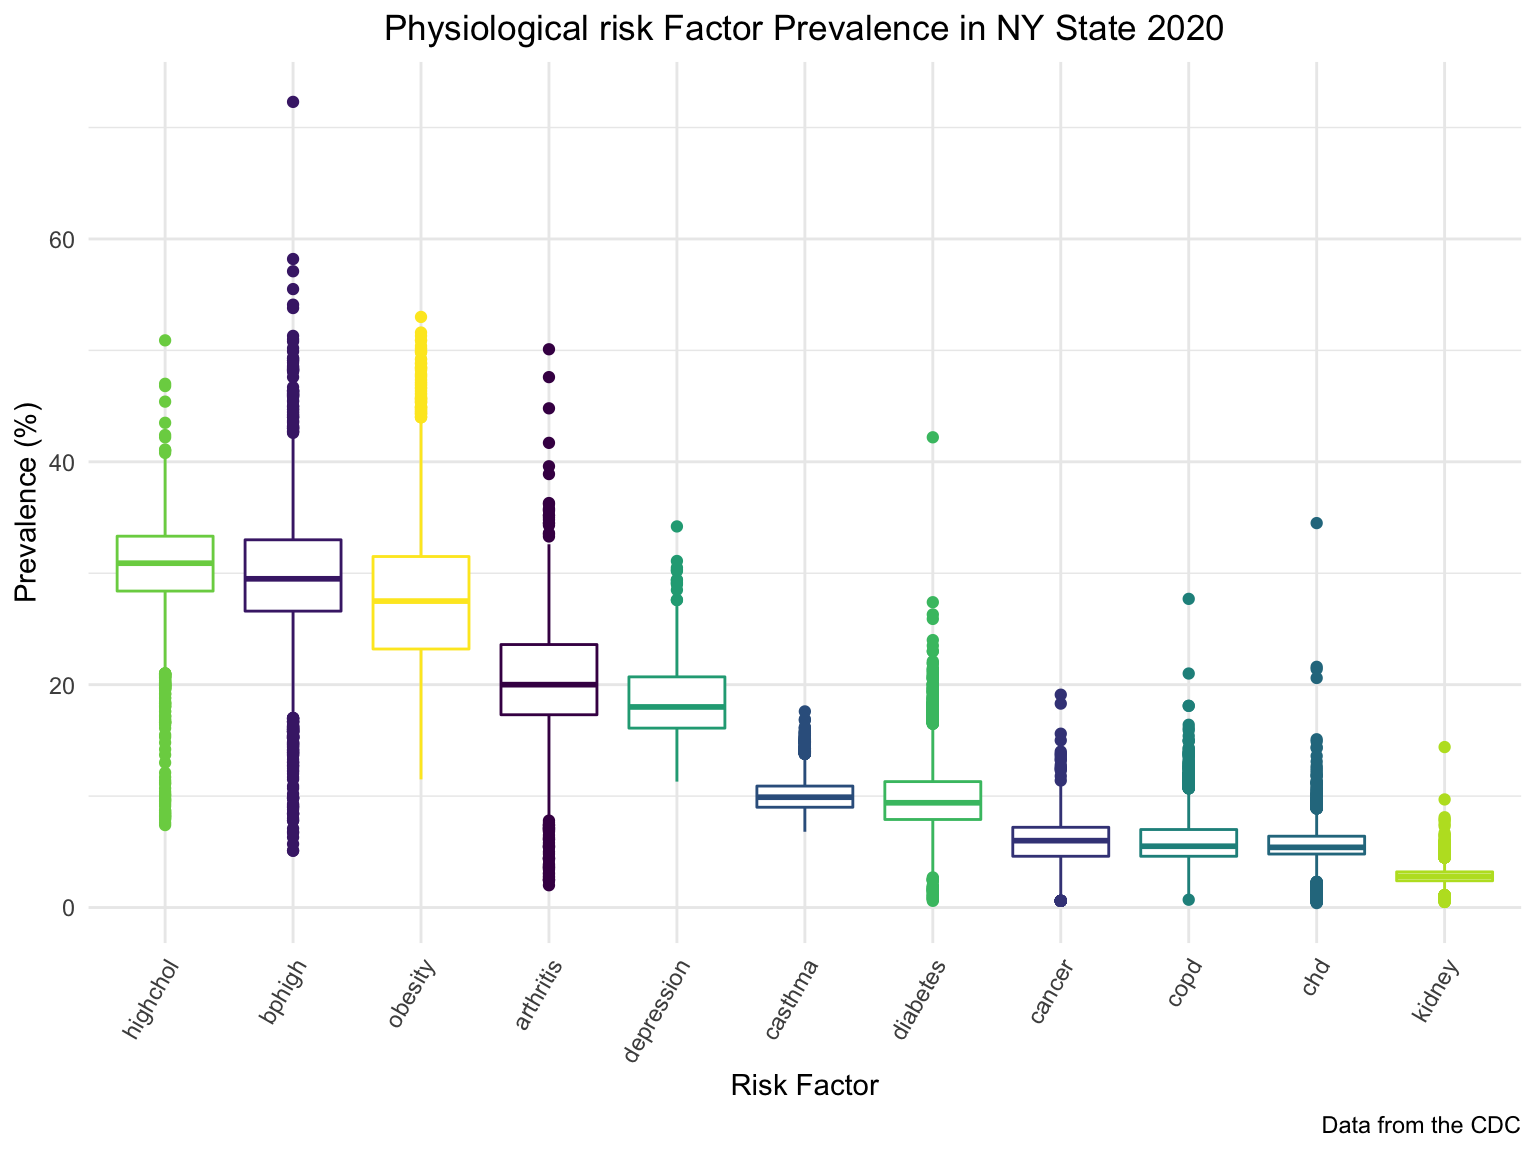 Physiological risk Factor Prevalence in NY State 2020
Prevalence (%)
60
40
20
0
highchol
bphigh
obesity
arthritis
depression
casthma
diabetes
cancer
copd
chd
kidney
Risk Factor
Data from the CDC